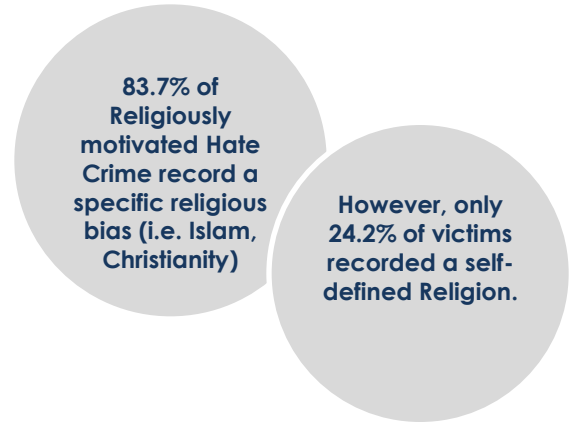 83.7% of
Religiously
motivated Hate
Crime record a
specific religious
bias (i.e. Islam,
Christianity)
However, only
24.2% of victims
recorded a self-
defined Religion.